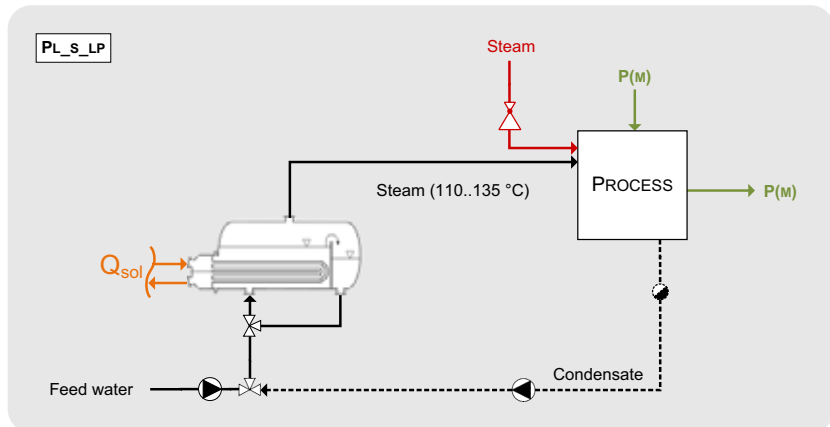 PL_S_LP
Steam
P(M)
PROCESS
Steam (110..135 °C)
P(M)
Qsol
Condensate
Feed water